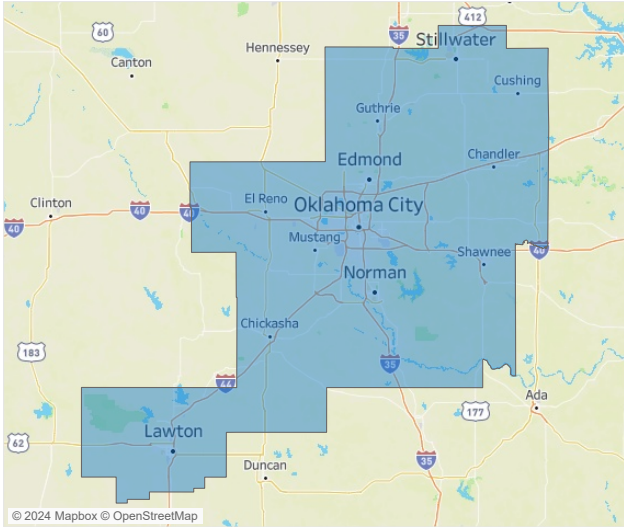 412
35
Stillwater
60
Hennessey
Canton
Cushing
Guthrie
Edmond
Chandler
Clinton
40
40
40
El Reno
Oklahoma City
Mustang
Shawnee
40
Norman
Chickasha
183
35
44
Ada
177
62
Lawton
Duncan
35
© 2024 Mapbox © OpenStreetMap